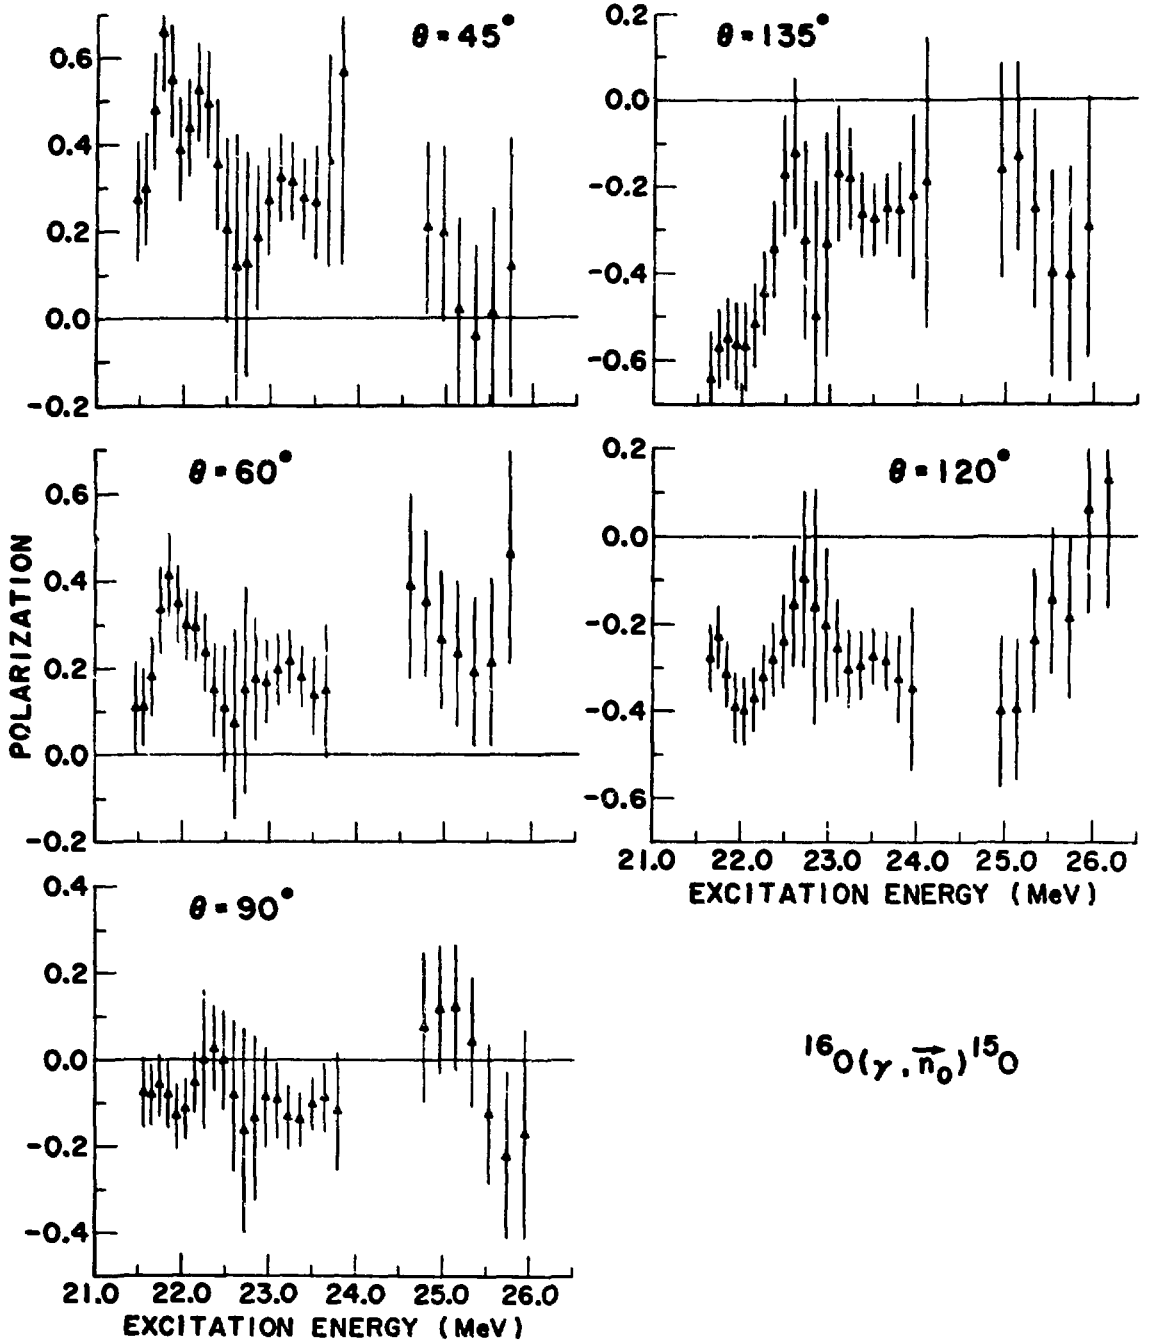 θ = 45°
0.6
0.4
0.2
0.0
-0.2
θ = 135°
0.2
0.0
-0.2
-0.4
-0.6
POLARIZATION
θ = 60°
0.6
0.4
0.2
0.0
-0.2
θ = 120°
0.2
0.0
-0.2
-0.4
-0.6
21.0 22.0 23.0 24.0 25.0 26.0
EXCITATION ENERGY (MeV)
θ = 90°
0.4
0.2
0.0
-0.2
-0.4
21.0 22.0 23.0 24.0 25.0 26.0
EXCITATION ENERGY (MeV)
¹⁶O(γ, n⃗₀)¹⁵O